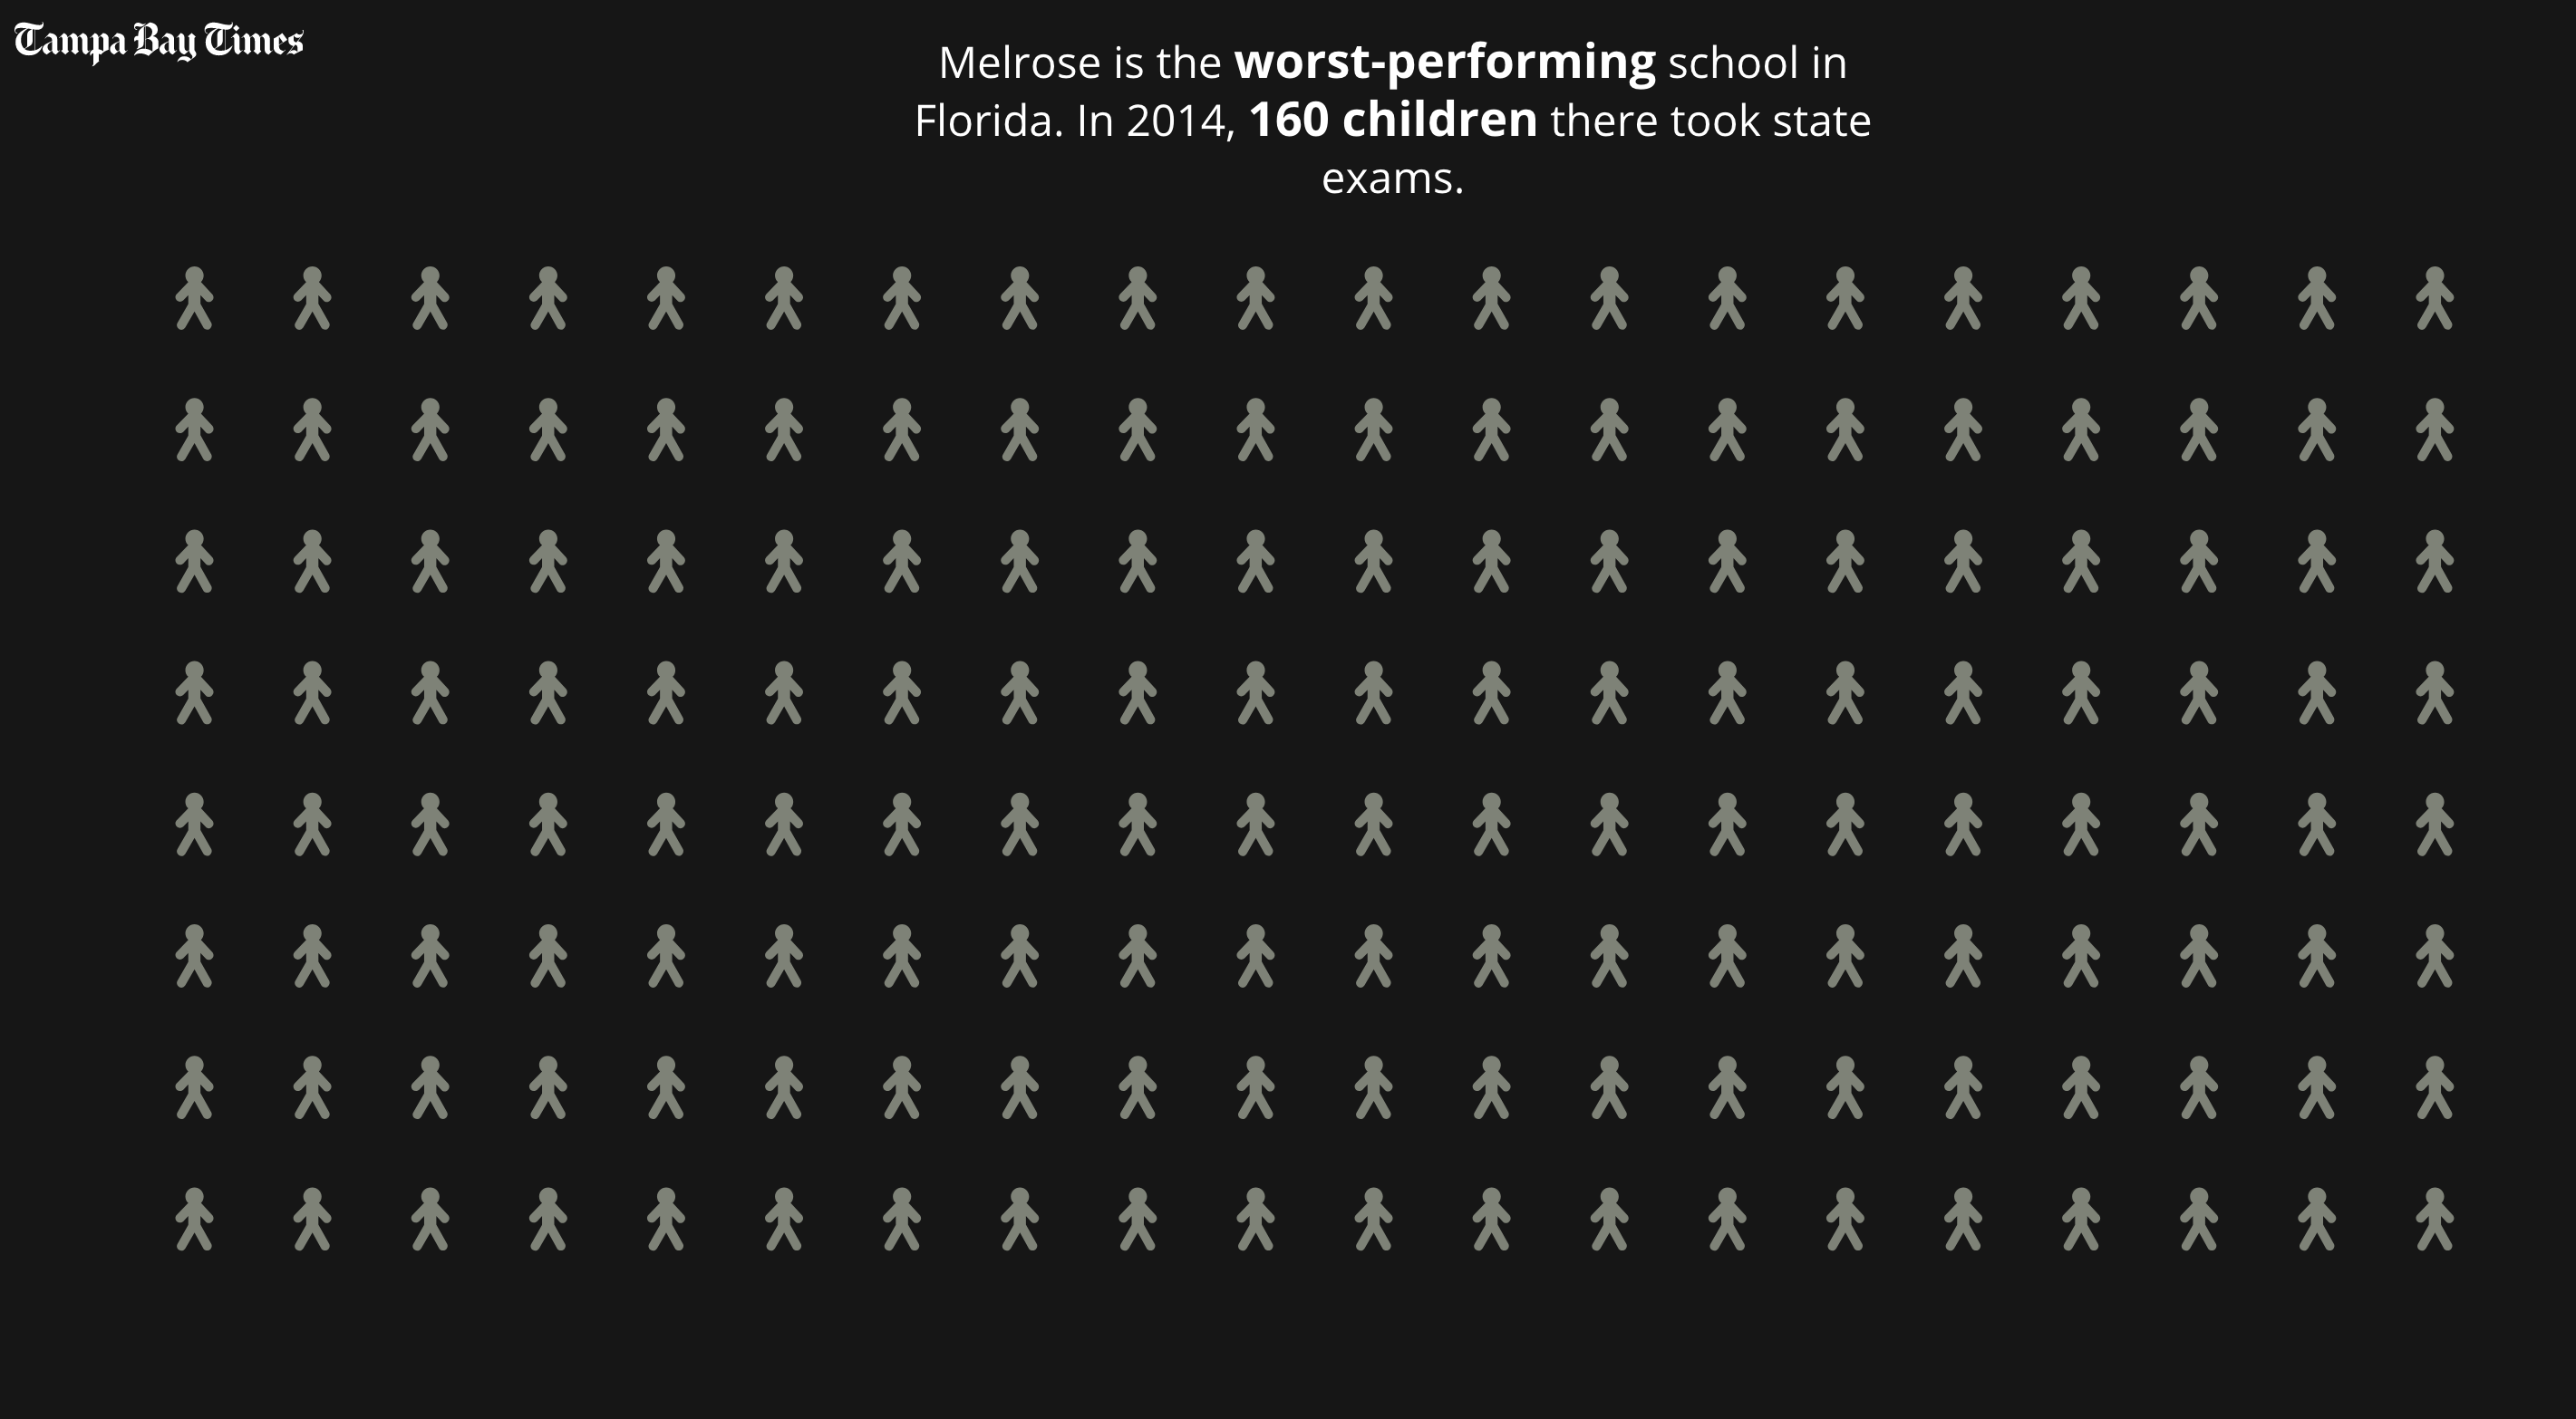 Tampa Bay Times
Melrose is the worst-performing school in
Florida. In 2014, 160 children there took state
exams.